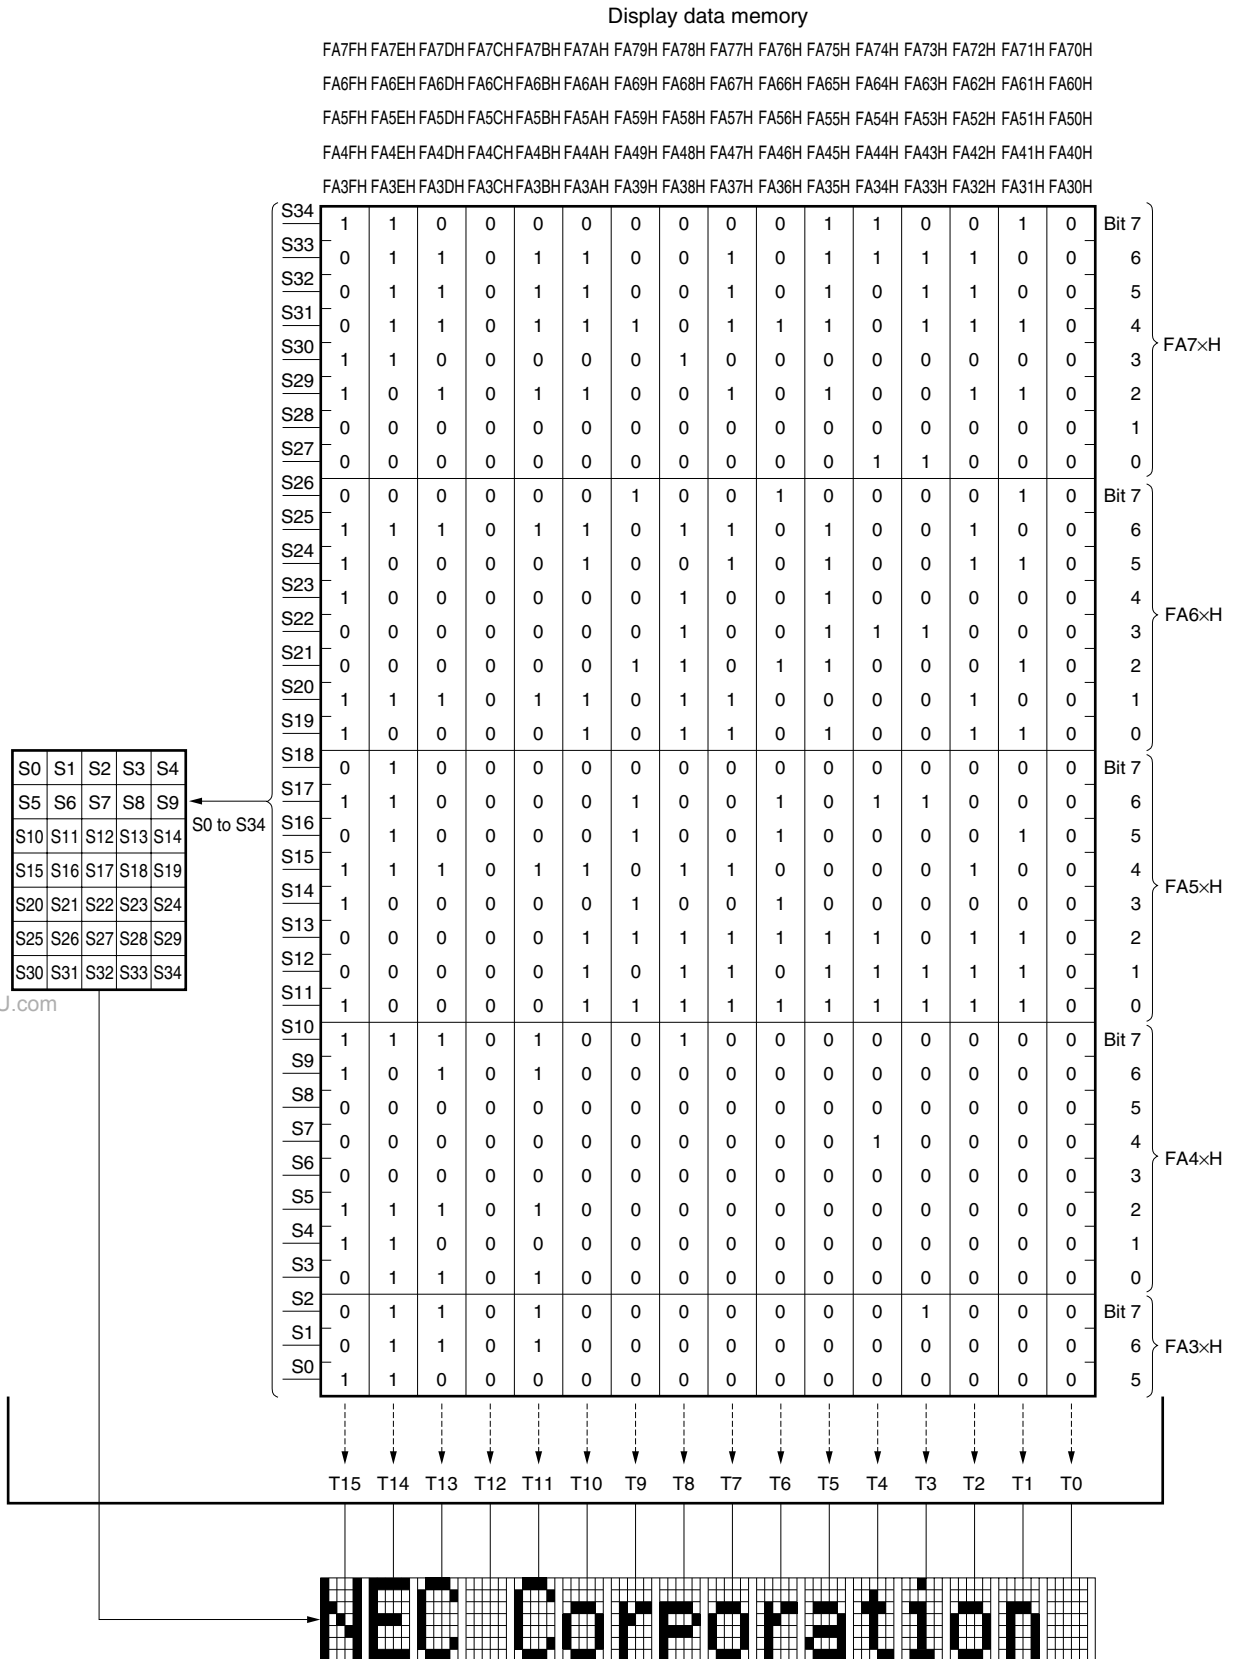 Display data memory
FA7FH FA7EH FA7DH FA7CH FA7BH FA7AH FA79H FA78H FA77H FA76H FA75H FA74H FA73H FA72H FA71H FA70H
FA6FH FA6EH FA6DH FA6CH FA6BH FA6AH FA69H FA68H FA67H FA66H FA65H FA64H FA63H FA62H FA61H FA60H
FA5FH FA5EH FA5DH FA5CH FA5BH FA5AH FA59H FA58H FA57H FA56H FA55H FA54H FA53H FA52H FA51H FA50H
FA4FH FA4EH FA4DH FA4CH FA4BH FA4AH FA49H FA48H FA47H FA46H FA45H FA44H FA43H FA42H FA41H FA40H
FA3FH FA3EH FA3DH FA3CH FA3BH FA3AH FA39H FA38H FA37H FA36H FA35H FA34H FA33H FA32H FA31H FA30H
S34 1 1 0 0 0 0 0 0 0 0 1 1 0 0 1 0 Bit 7
S33 0 1 1 0 1 1 0 0 1 0 1 1 1 1 0 0 6
S32 0 1 1 0 1 1 0 0 1 0 1 0 1 1 0 0 5
S31 0 1 1 0 1 1 1 0 1 1 1 0 1 1 1 0 4
FA7×H
S30 1 1 0 0 0 0 0 1 0 0 0 0 0 0 0 0 3
S29 1 0 1 0 1 1 0 0 1 0 1 0 0 1 1 0 2
S28 0 0 0 0 0 0 0 0 0 0 0 0 0 0 0 0 1
S27 0 0 0 0 0 0 0 0 0 0 0 1 1 0 0 0 0
S26 0 0 0 0 0 0 1 0 0 1 0 0 0 0 1 0 Bit 7
S25 1 1 1 0 1 1 0 1 1 0 1 0 0 1 0 0 6
S24 1 0 0 0 0 1 0 0 1 0 1 0 0 1 1 0 5
S23 1 0 0 0 0 0 0 1 0 0 1 0 0 0 0 0 4
FA6×H
S22 0 0 0 0 0 0 0 1 0 0 1 1 1 0 0 0 3
S21 0 0 0 0 0 0 1 1 0 1 1 0 0 0 1 0 2
S20 1 1 1 0 1 1 0 1 1 0 0 0 0 1 0 0 1
S19 1 0 0 0 0 1 0 1 1 0 1 0 0 1 1 0 0
S18 0 1 0 0 0 0 0 0 0 0 0 0 0 0 0 0 Bit 7
S17 1 1 0 0 0 0 1 0 0 1 0 1 1 0 0 0 6
S16 0 1 0 0 0 0 1 0 0 1 0 0 0 0 1 0 5
S15 1 1 1 0 1 1 0 1 1 0 0 0 0 1 0 0 4
FA5×H
S14 1 0 0 0 0 0 1 0 0 1 0 0 0 0 0 0 3
S13 0 0 0 0 0 1 1 1 1 1 1 1 0 1 1 0 2
S12 0 0 0 0 0 1 0 1 1 0 1 1 1 1 1 0 1
S11 1 0 0 0 0 1 1 1 1 1 1 1 1 1 1 0 0
S10 1 1 1 0 1 0 0 1 0 0 0 0 0 0 0 0 Bit 7
S9 1 0 1 0 1 0 0 0 0 0 0 0 0 0 0 0 6
S8 0 0 0 0 0 0 0 0 0 0 0 0 0 0 0 0 5
S7 0 0 0 0 0 0 0 0 0 0 0 1 0 0 0 0 4
FA4×H
S6 0 0 0 0 0 0 0 0 0 0 0 0 0 0 0 0 3
S5 1 1 1 0 1 0 0 0 0 0 0 0 0 0 0 0 2
S4 1 1 0 0 0 0 0 0 0 0 0 0 0 0 0 0 1
S3 0 1 1 0 1 0 0 0 0 0 0 0 0 0 0 0 0
S2 0 1 1 0 1 0 0 0 0 0 0 0 1 0 0 0 Bit 7
S1 0 1 1 0 1 0 0 0 0 0 0 0 0 0 0 0 6 FA3×H
S0 1 1 0 0 0 0 0 0 0 0 0 0 0 0 0 0 5
S0 S1 S2 S3 S4
S5 S6 S7 S8 S9
S10 S11 S12 S13 S14
S15 S16 S17 S18 S19
S20 S21 S22 S23 S24
S25 S26 S27 S28 S29
S30 S31 S32 S33 S34
S0 to S34
U.com
T15 T14 T13 T12 T11 T10 T9 T8 T7 T6 T5 T4 T3 T2 T1 T0
NEC Corporation